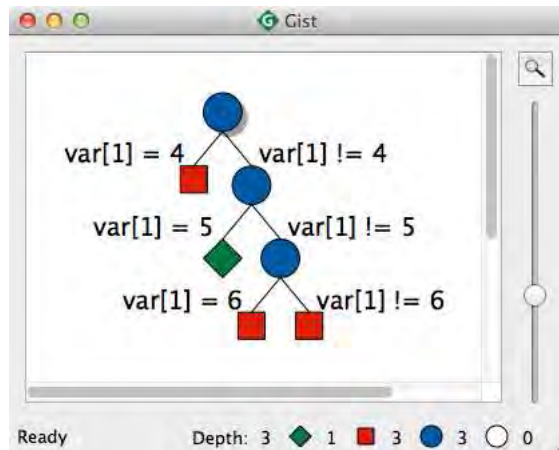 Gist
var[1] = 4 var[1] != 4
var[1] = 5 var[1] != 5
var[1] = 6 var[1] != 6
Ready Depth: 3 1 3 3 0